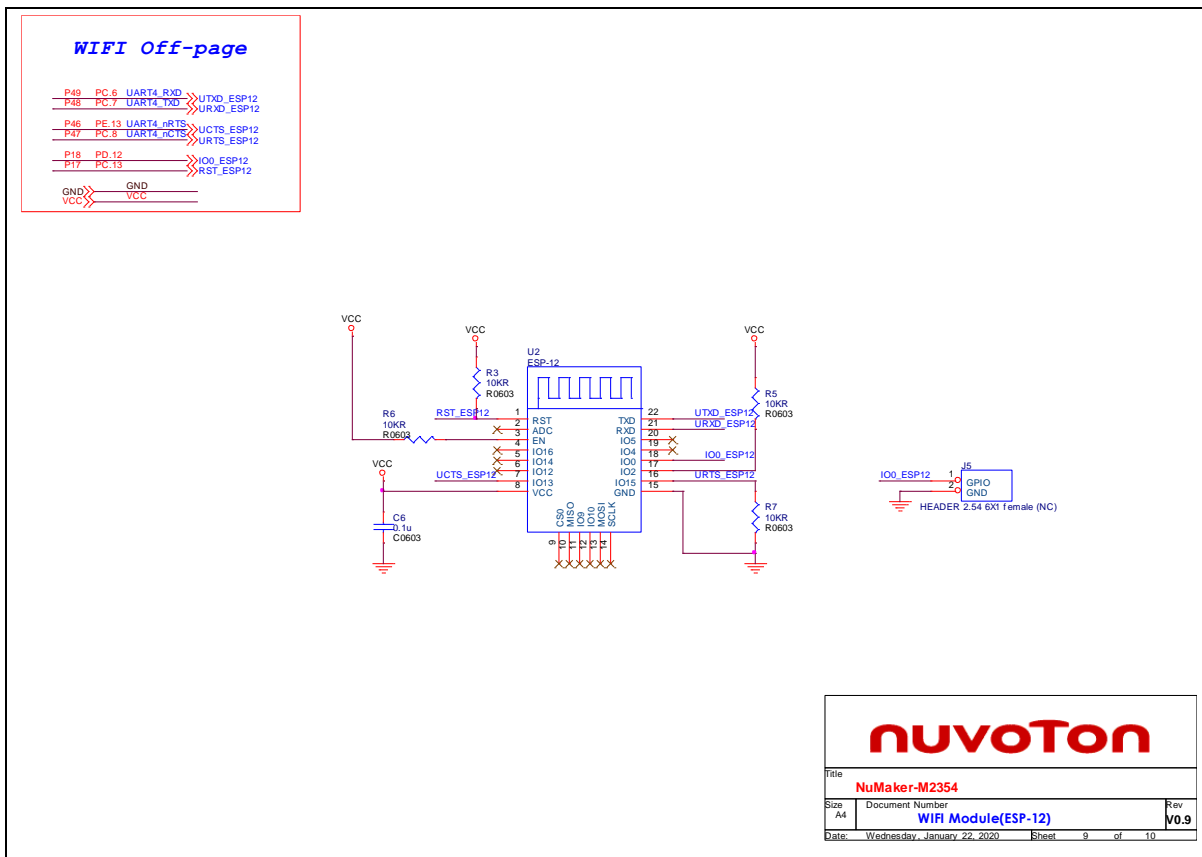 WIFI Off-page
P49 PC.6 UART4_RXD UTXD_ESP12
P48 PC.7 UART4_TXD URXD_ESP12
P46 PE.13 UART4_nRTS UCTS_ESP12
P47 PC.8 UART4_nCTS URTS_ESP12
P18 PD.12 IO0_ESP12
P17 PC.13 RST_ESP12
GND GND
VCC VCC
VCC
VCC
VCC
U2
ESP-12
R3
10KR
R0603
R5
10KR
R0603
R6
10KR
R0603
RST_ESP12
UCTS_ESP12
VCC
C6
0.1u
C0603
1 RST
2 ADC
3 EN
4 IO16
5 IO14
6 IO12
7 IO13
8 VCC
TXD 22
RXD 21
IO5 20
IO4 19
IO0 18
IO2 17
IO15 16
GND 15
CS0 MISO IO9 IO10 MOSI SCLK
9 10 11 12 13 14
UTXD_ESP12
URXD_ESP12
IO0_ESP12
URTS_ESP12
R7
10KR
R0603
IO0_ESP12
J5
1 GPIO
2 GND
HEADER 2.54 6X1 female (NC)
nuvoTon
Title
NuMaker-M2354
Size
A4
Document Number
WIFI Module(ESP-12)
Rev
V0.9
Date: Wednesday, January 22, 2020 Sheet 9 of 10